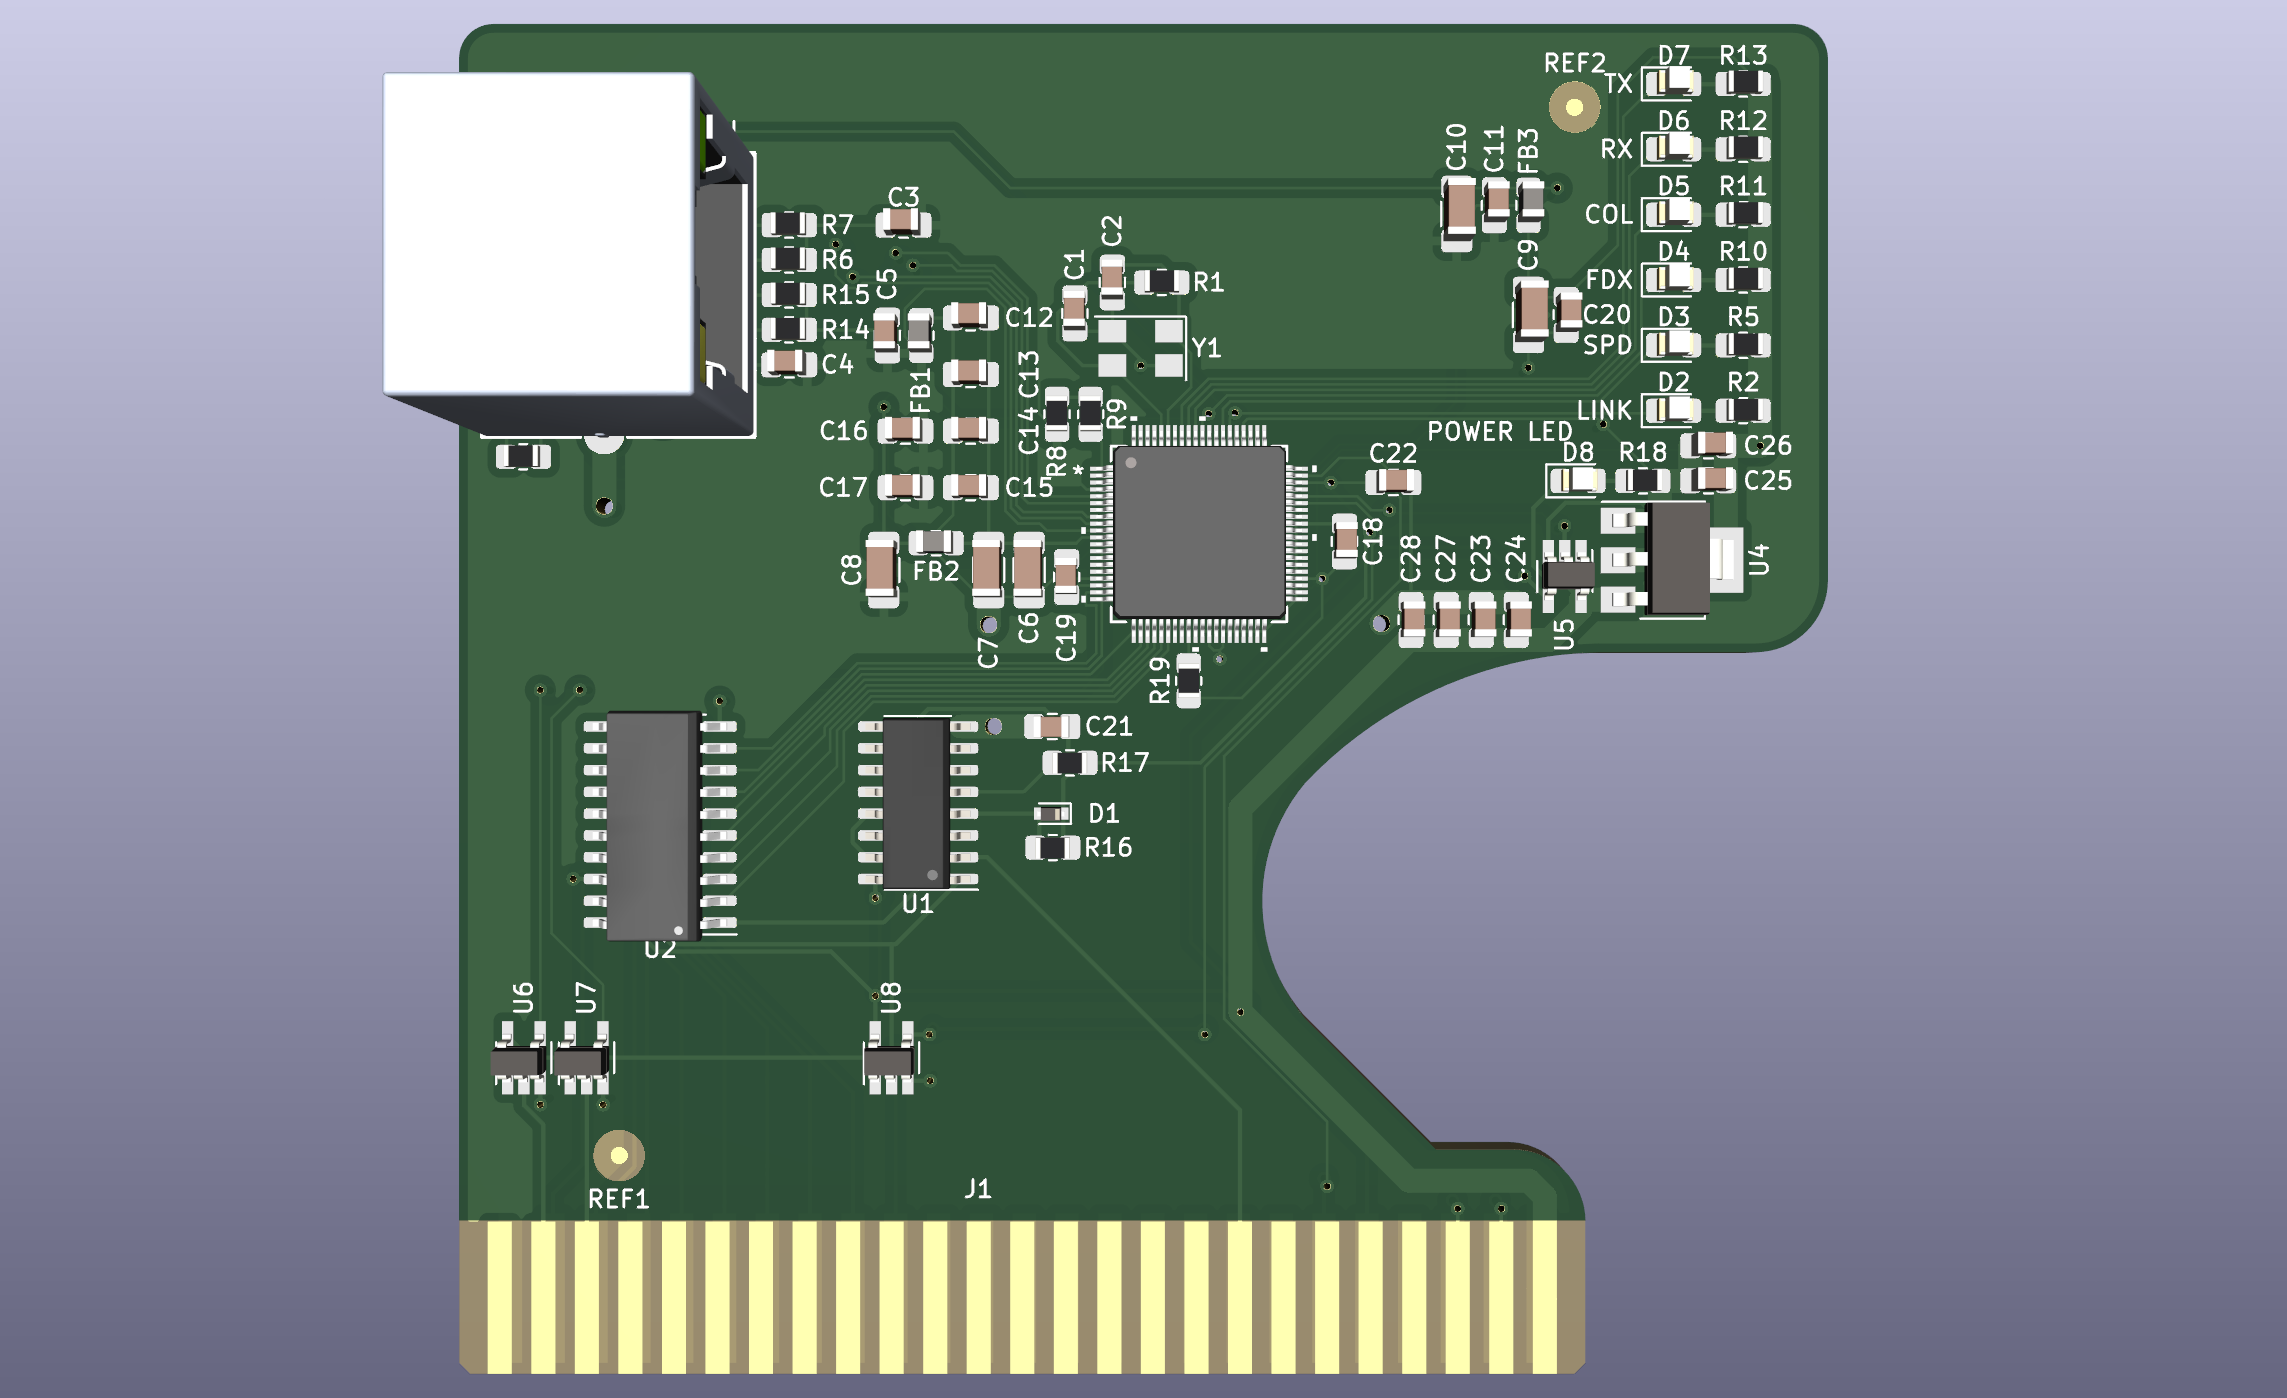 D7 R13
REF2
TX
D6 R12
RX
C10 C11 FB3
D5 R11
COL
C3
R7
C2
R6
C1
D4 R10
FDX
C9
R1
C5
R15
C12
C20
D3 R5
SPD
R14
Y1
C4
C13
FB1
D2 R2
LINK
R9
C14
C16
POWER LED
C26
C22
D8 R18
R8
*
C17
C15
C25
C18
C28 C27 C23 C24
U4
C8
FB2
C6
C19
C7
U5
R19
C21
R17
D1
R16
U1
U2
U6 U7 U8
REF1
J1